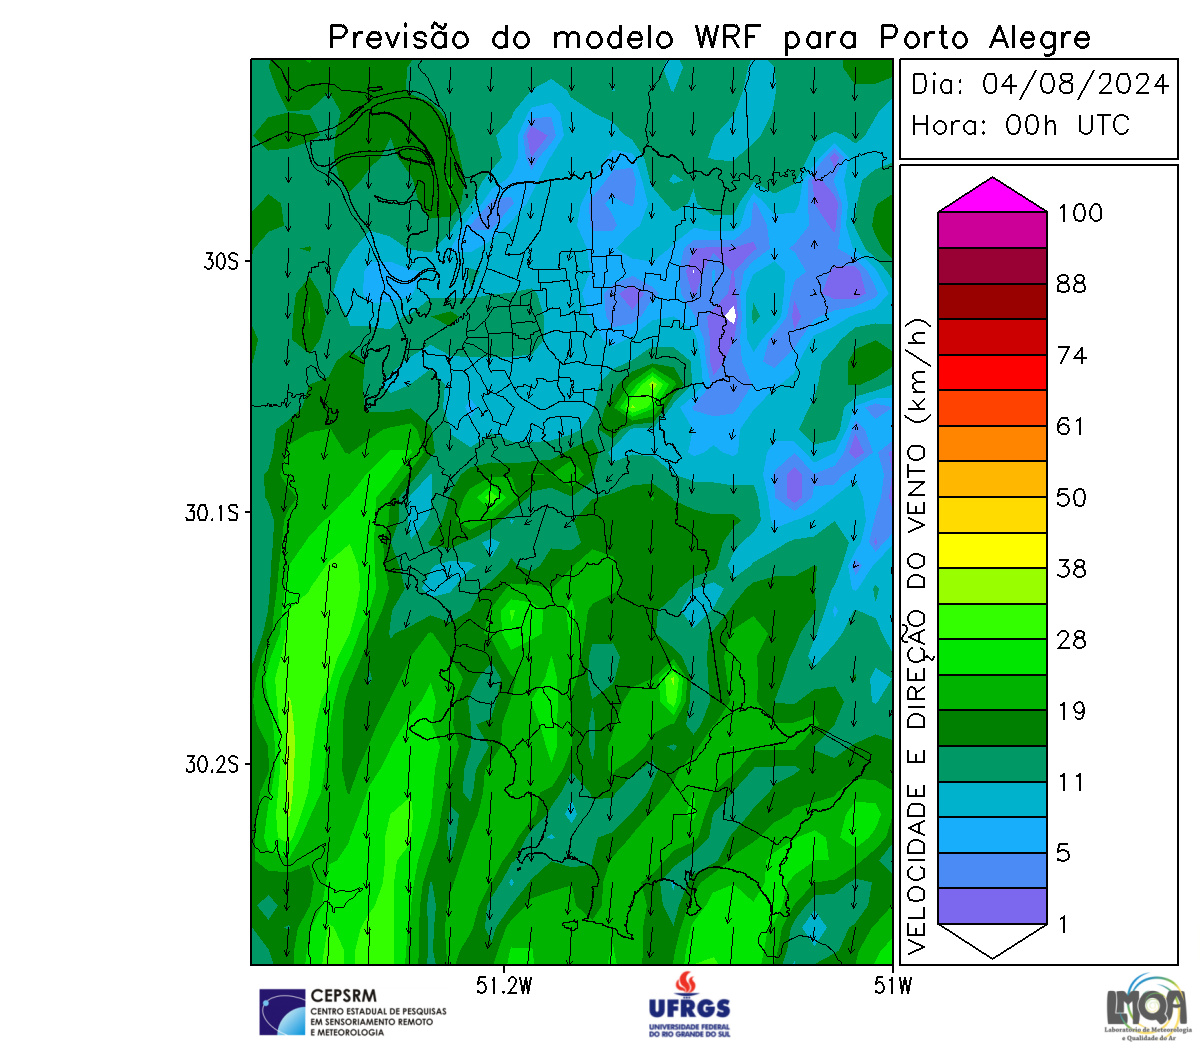 Previsão do modelo WRF para Porto Alegre
Dia: 04/08/2024
Hora: 00h UTC
30S
30.1S
30.2S
51.2W
51W
VELOCIDADE E DIREÇÃO DO VENTO (km/h)
100
88
74
61
50
38
28
19
11
5
1
CEPSRM
CENTRO ESTADUAL DE PESQUISAS
EM SENSORIAMENTO REMOTO
E METEOROLOGIA
UFRGS
UNIVERSIDADE FEDERAL
DO RIO GRANDE DO SUL
LMQA
Laboratório de Meteorologia
e Qualidade do Ar